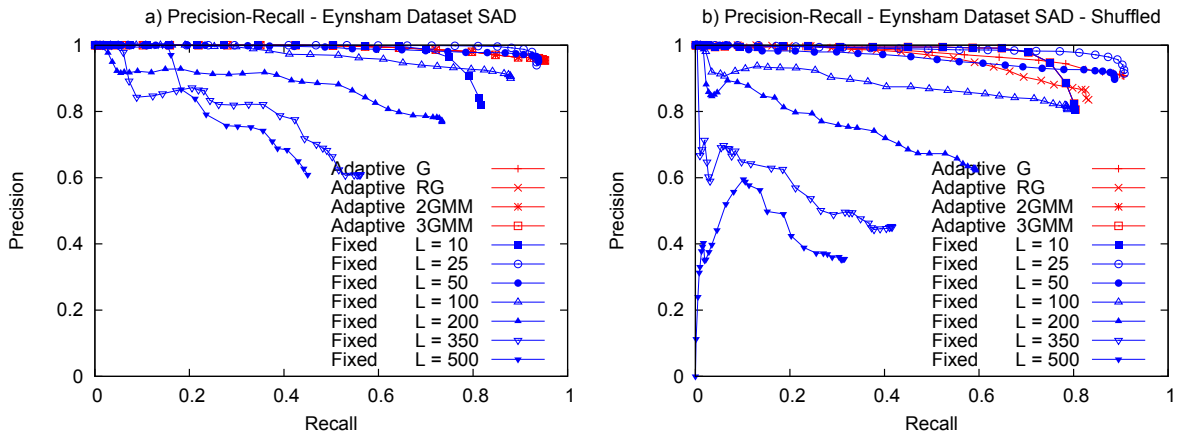 a) Precision-Recall - Eynsham Dataset SAD
1
0.8
0.6
0.4
0.2
0
Precision
Adaptive G
Adaptive RG
Adaptive 2GMM
Adaptive 3GMM
Fixed L = 10
Fixed L = 25
Fixed L = 50
Fixed L = 100
Fixed L = 200
Fixed L = 350
Fixed L = 500
0 0.2 0.4 0.6 0.8 1
Recall
b) Precision-Recall - Eynsham Dataset SAD - Shuffled
1
0.8
0.6
0.4
0.2
0
Precision
Adaptive G
Adaptive RG
Adaptive 2GMM
Adaptive 3GMM
Fixed L = 10
Fixed L = 25
Fixed L = 50
Fixed L = 100
Fixed L = 200
Fixed L = 350
Fixed L = 500
0 0.2 0.4 0.6 0.8 1
Recall